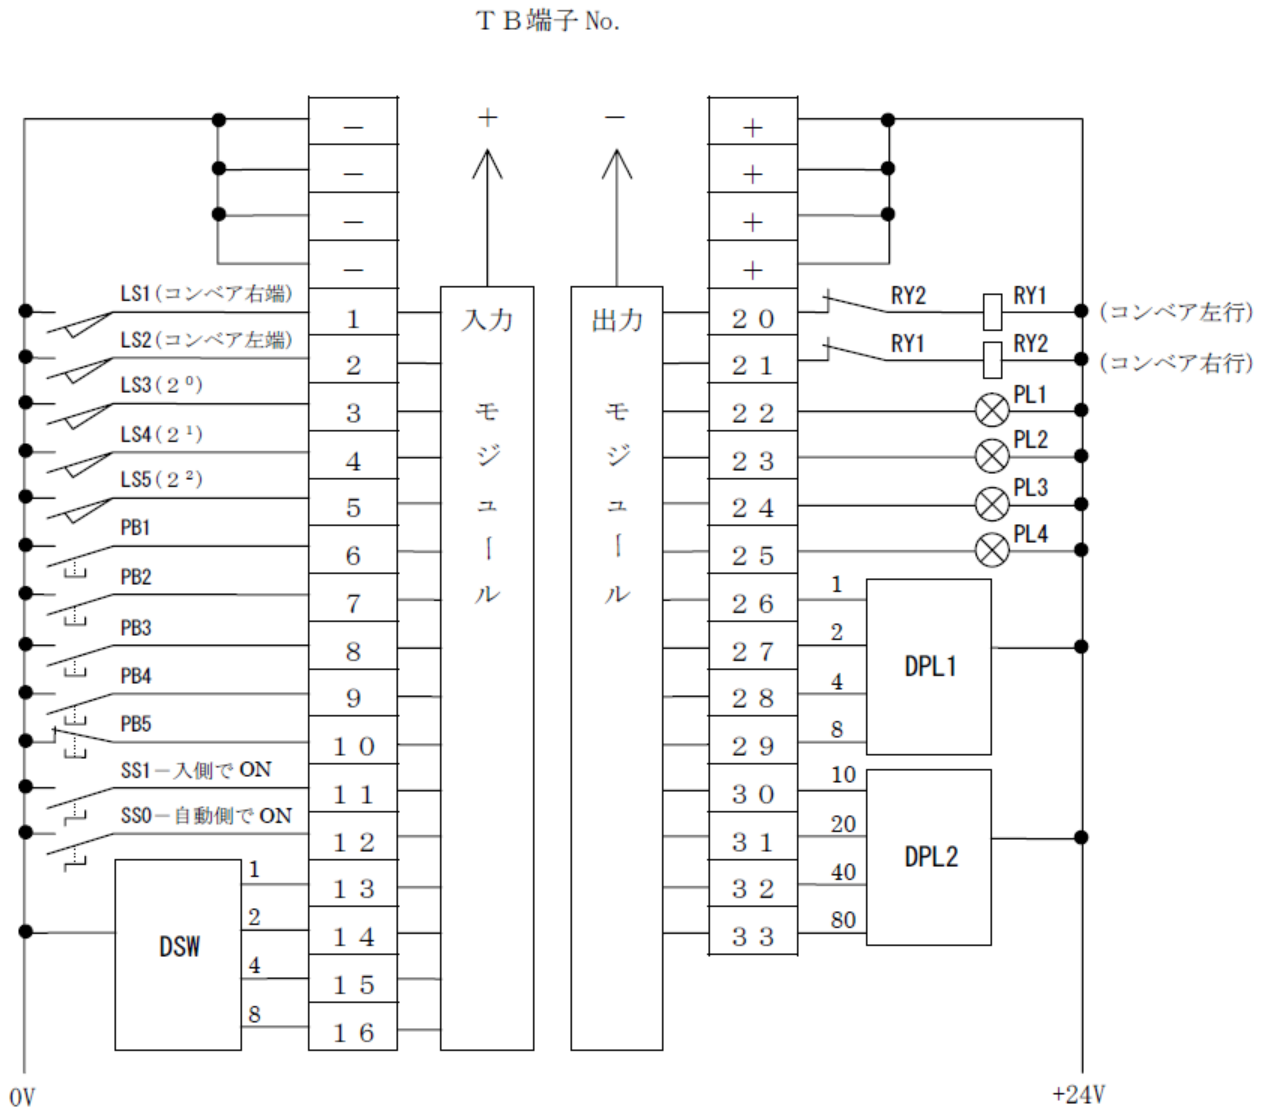 ＴＢ端子 No.
＋
－
－
－
－
－
＋
＋
＋
＋
LS1(コンベア右端)
1
LS2(コンベア左端)
2
LS3(２⁰)
3
LS4(２¹)
4
LS5(２²)
5
PB1
6
PB2
7
PB3
8
PB4
9
PB5
10
SS1－入側でON
11
SS0－自動側でON
12
DSW
1
2
4
8
13
14
15
16
入力モジュール
出力モジュール
20
RY2
RY1
(コンベア左行)
21
RY1
RY2
(コンベア右行)
22
PL1
23
PL2
24
PL3
25
PL4
26
1
27
2
28
4
29
8
DPL1
30
10
31
20
32
40
33
80
DPL2
0V
+24V